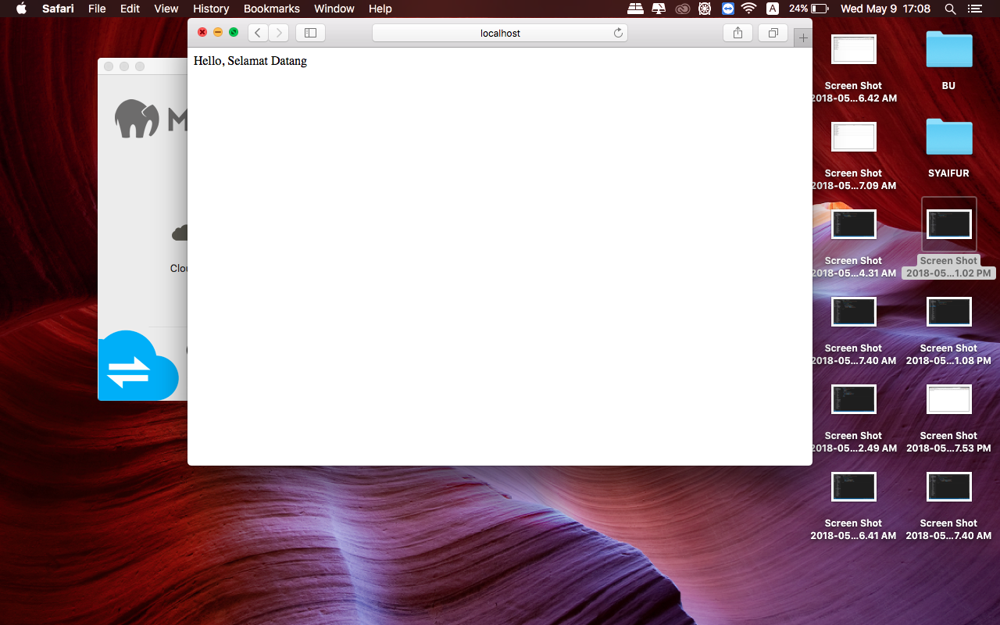 Safari File Edit View History Bookmarks Window Help
A 24% Wed May 9 17:08
localhost
Hello, Selamat Datang
M
Clou
Screen Shot
2018-05...6.42 AM
BU
Screen Shot
2018-05...7.09 AM
SYAIFUR
Screen Shot
2018-05...4.31 AM
Screen Shot
2018-05...1.02 PM
Screen Shot
2018-05...7.40 AM
Screen Shot
2018-05...1.08 PM
Screen Shot
2018-05...2.49 AM
Screen Shot
2018-05...7.53 PM
Screen Shot
2018-05...6.41 AM
Screen Shot
2018-05...7.40 AM